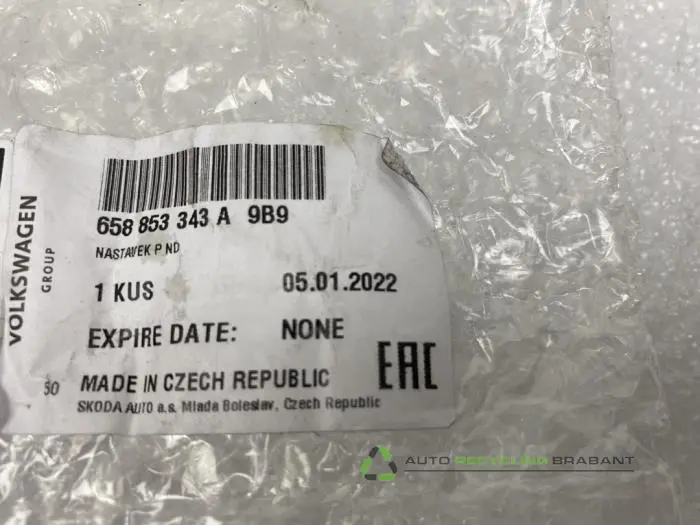 VOLKSWAGEN
GROUP
658 853 343 A 9B9
NASTAVEK P ND
1 KUS 05.01.2022
EXPIRE DATE: NONE
EAC
MADE IN CZECH REPUBLIC
SKODA AUTO a.s. Mlada Boleslav, Czech Republic
AUTO RECYCLING BRABANT